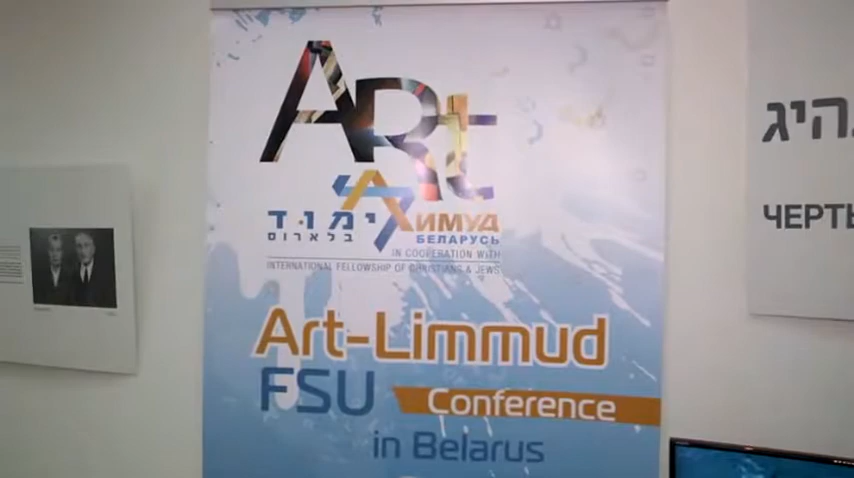 ARt
לימוד ЛИМУД
בלארוס БЕЛАРУСЬ
IN COOPERATION WITH
INTERNATIONAL FELLOWSHIP OF CHRISTIANS & JEWS
Art-Limmud
FSU Conference
in Belarus